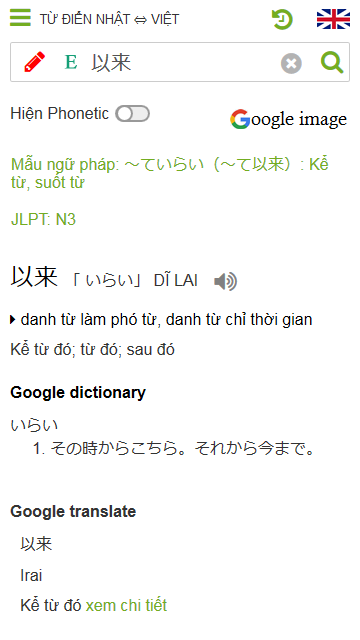 TỪ ĐIỂN NHẬT ⇔ VIỆT
E 以来
Hiện Phonetic Google image
Mẫu ngữ pháp: ～ていらい（～て以来）: Kể
từ, suốt từ
JLPT: N3
以来 「 いらい」 DĨ LAI
danh từ làm phó từ, danh từ chỉ thời gian
Kể từ đó; từ đó; sau đó
Google dictionary
いらい
1. その時からこちら。それから今まで。
Google translate
以来
Irai
Kể từ đó xem chi tiết